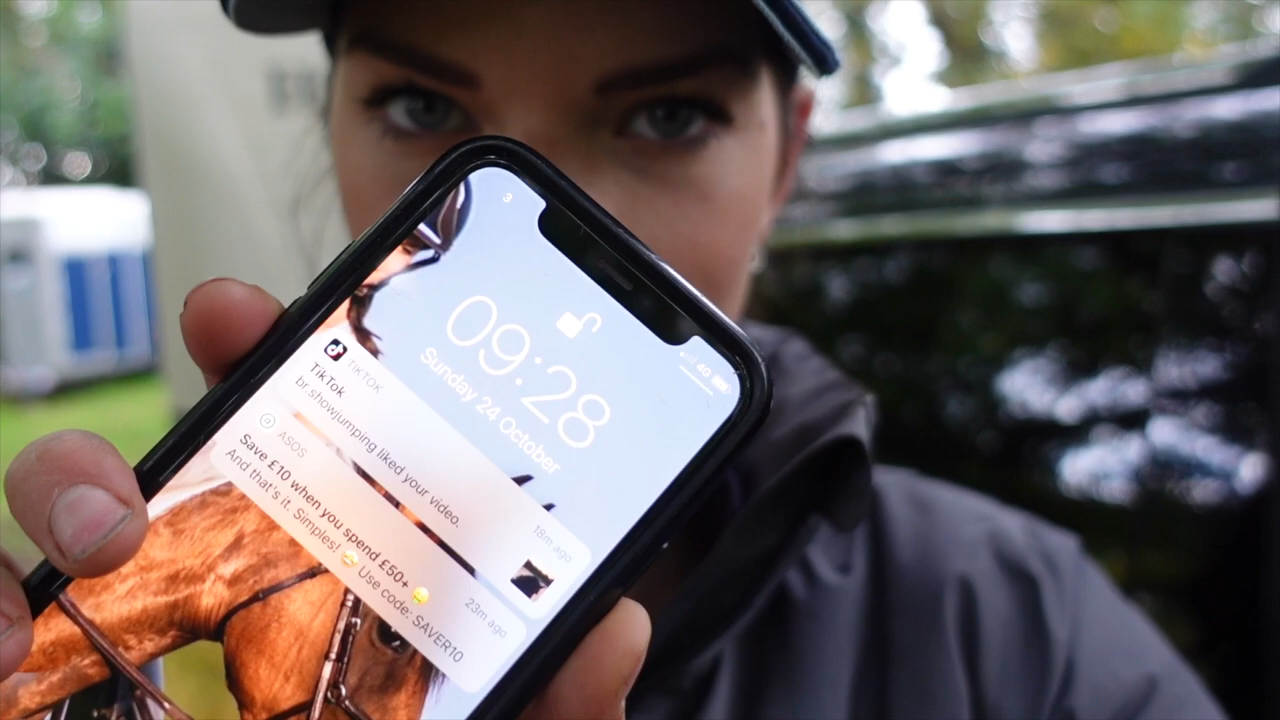 3
4G
09:28
Sunday 24 October
TIKTOK
18m ago
TikTok
br.showjumping liked your video.
ASOS
23m ago
Save £10 when you spend £50+
And that's it. Simples! Use code: SAVER10